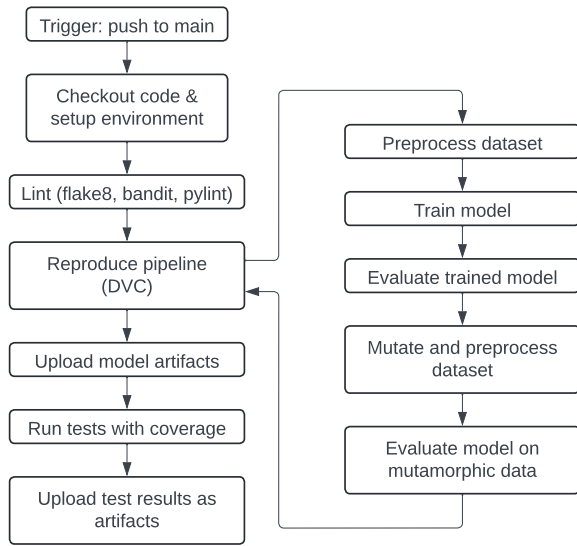 Trigger: push to main
Checkout code &
setup environment
Lint (flake8, bandit, pylint)
Reproduce pipeline
(DVC)
Upload model artifacts
Run tests with coverage
Upload test results as
artifacts
Preprocess dataset
Train model
Evaluate trained model
Mutate and preprocess
dataset
Evaluate model on
mutamorphic data